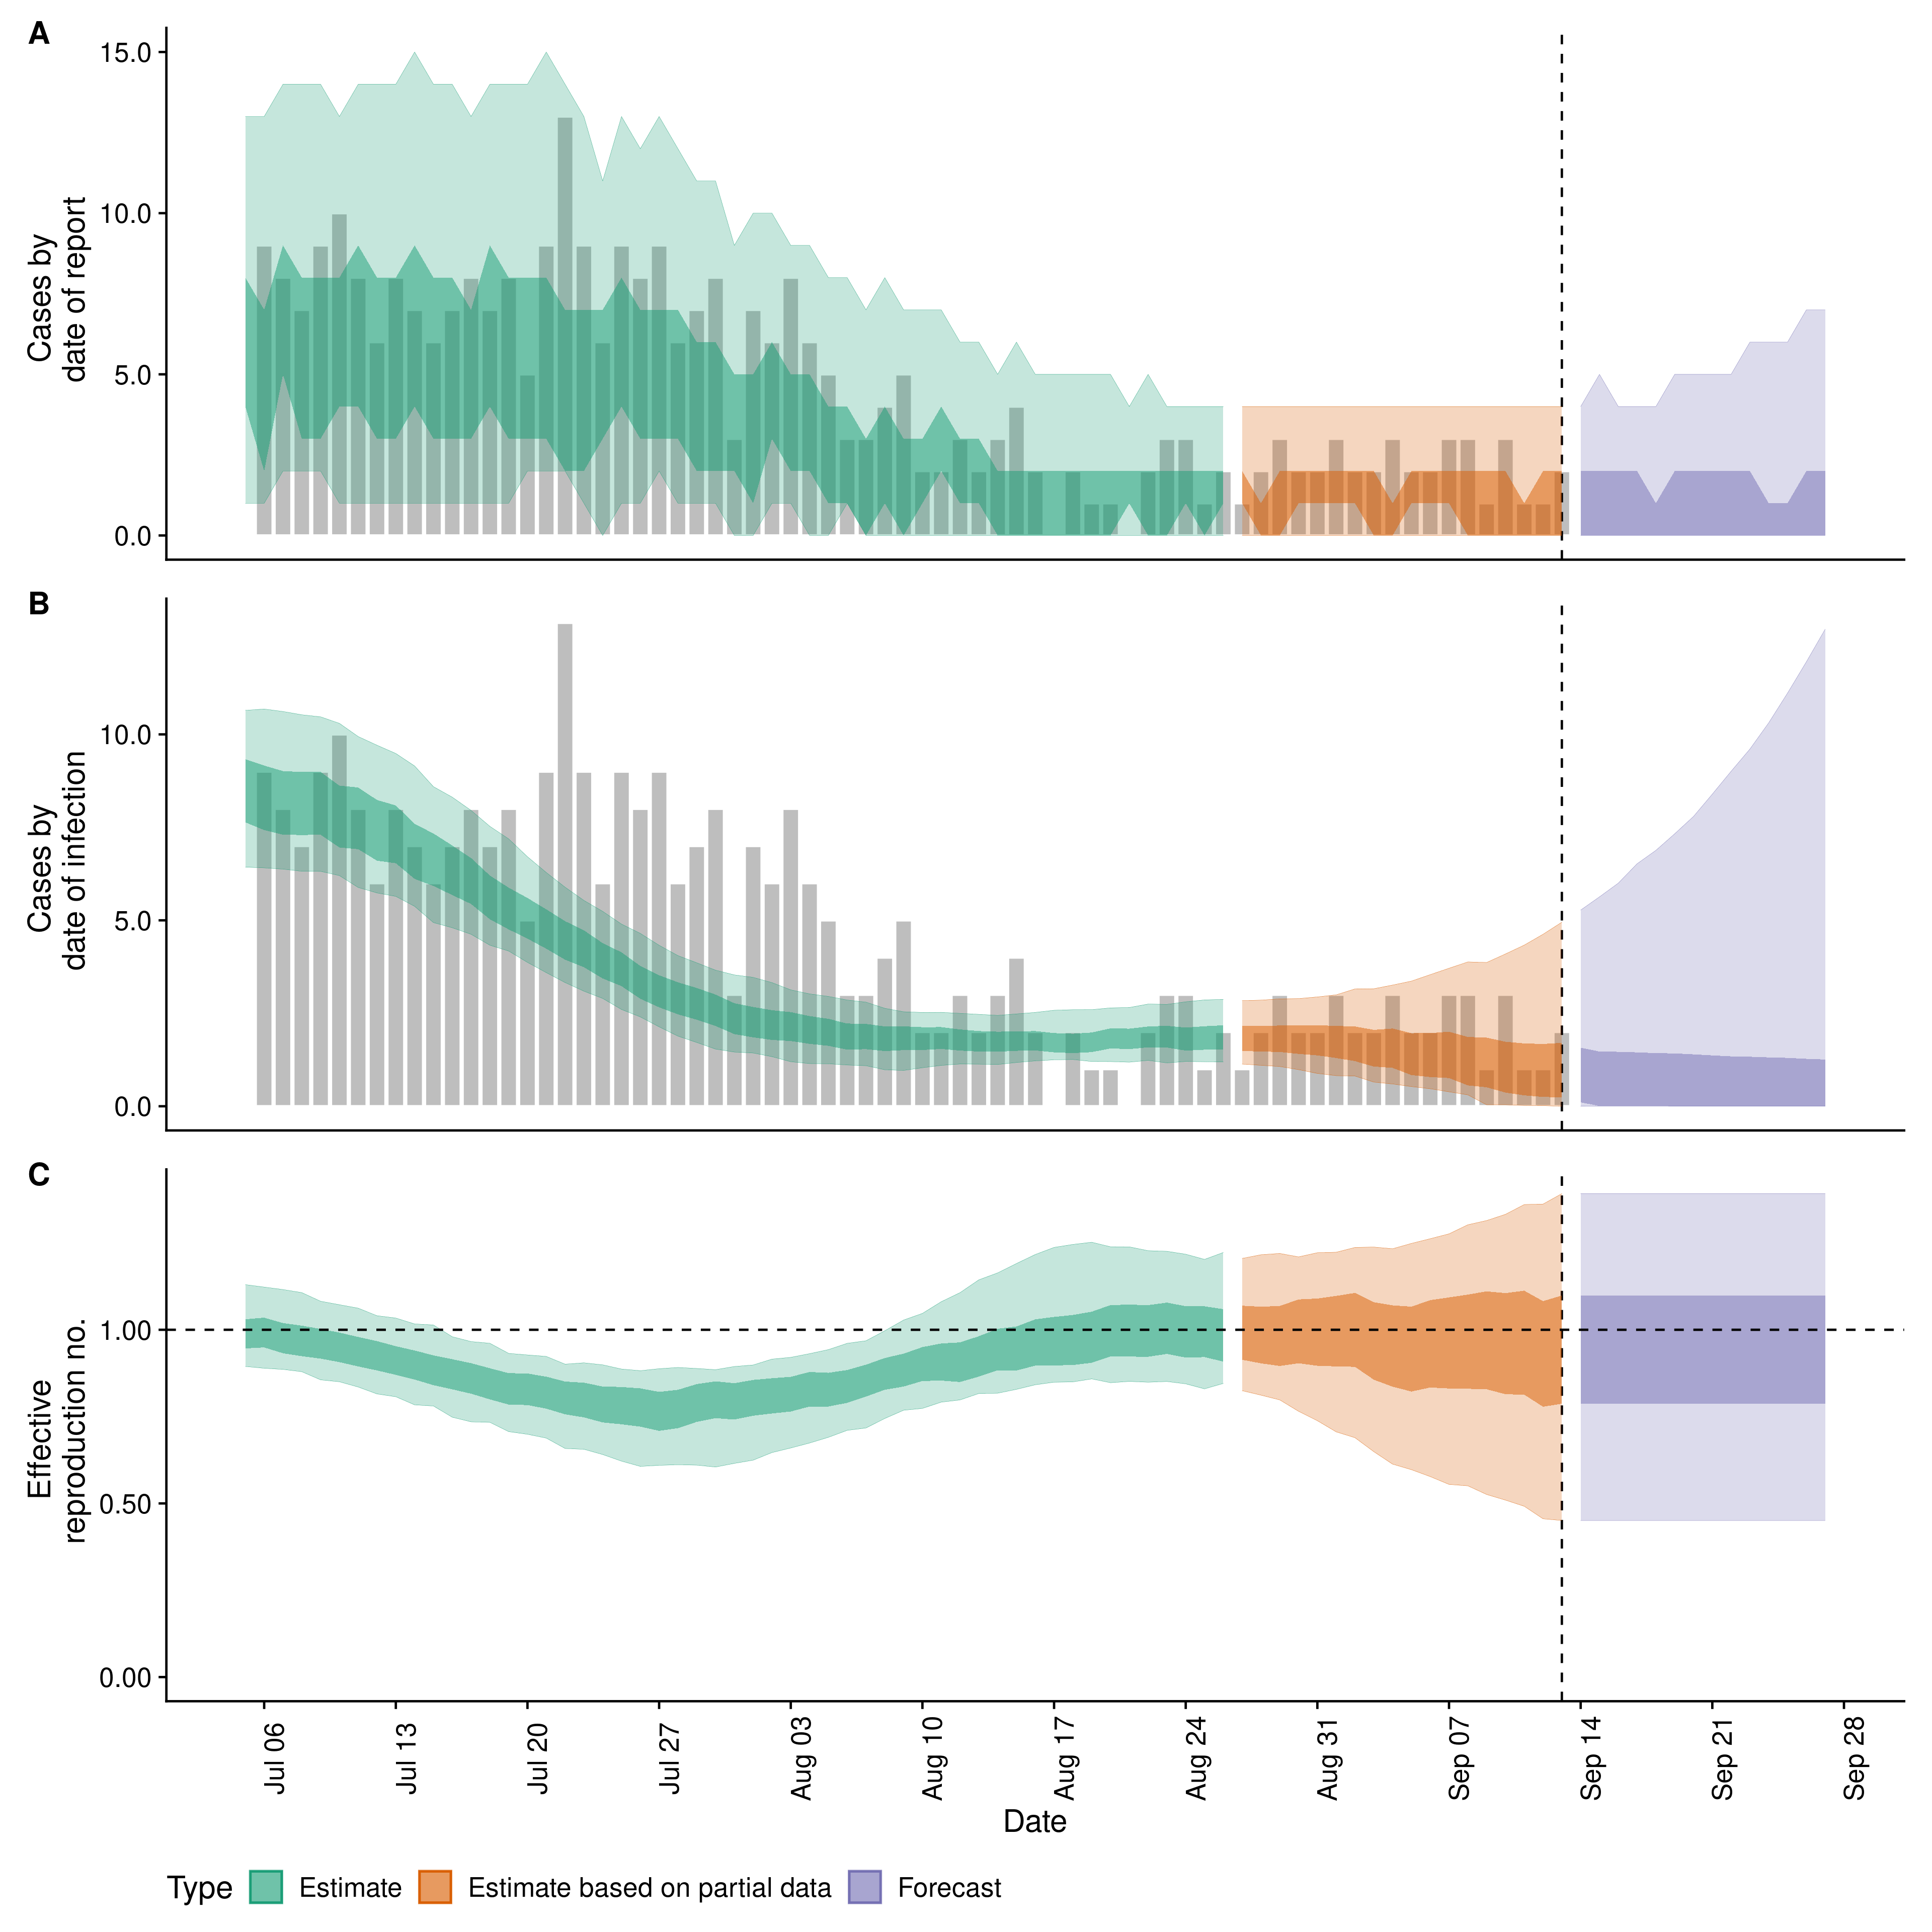 A
15.0
10.0
5.0
0.0
Cases by
date of report
B
10.0
5.0
0.0
Cases by
date of infection
C
1.00
0.50
0.00
Effective
reproduction no.
Jul 06
Jul 13
Jul 20
Jul 27
Aug 03
Aug 10
Aug 17
Aug 24
Aug 31
Sep 07
Sep 14
Sep 21
Sep 28
Date
Type Estimate Estimate based on partial data Forecast